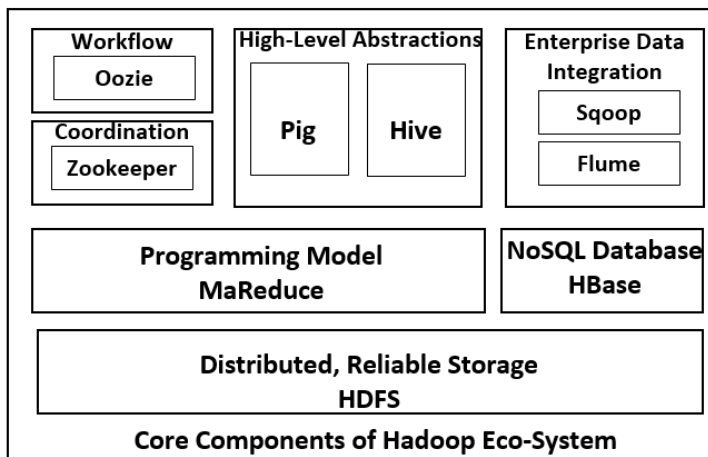 Workflow
Oozie
Coordination
Zookeeper
High-Level Abstractions
Pig
Hive
Enterprise Data
Integration
Sqoop
Flume
Programming Model
MaReduce
NoSQL Database
HBase
Distributed, Reliable Storage
HDFS
Core Components of Hadoop Eco-System